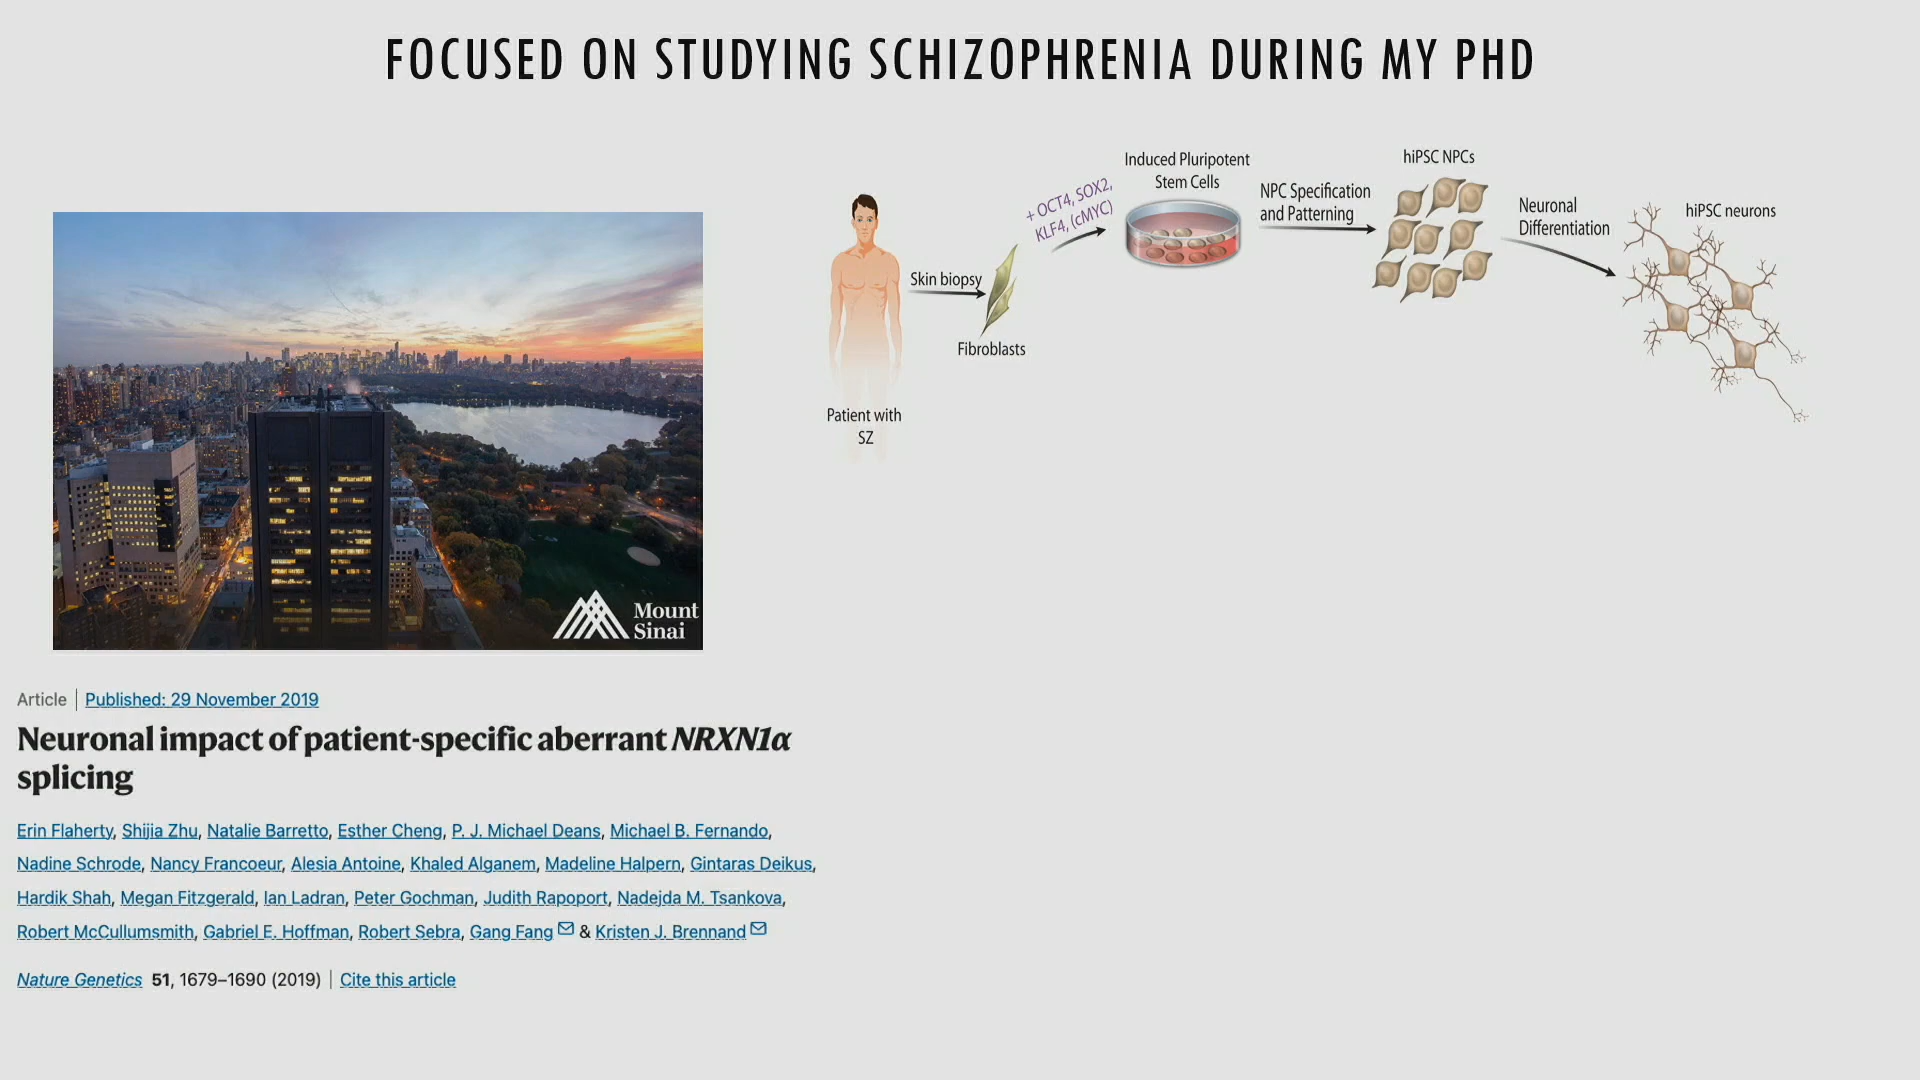 FOCUSED ON STUDYING SCHIZOPHRENIA DURING MY PHD
Mount
Sinai
Patient with
SZ
Skin biopsy
Fibroblasts
+ OCT4, SOX2,
KLF4, (cMYC)
Induced Pluripotent
Stem Cells
NPC Specification
and Patterning
hiPSC NPCs
Neuronal
Differentiation
hiPSC neurons
Article | Published: 29 November 2019
Neuronal impact of patient-specific aberrant NRXN1α
splicing
Erin Flaherty, Shijia Zhu, Natalie Barretto, Esther Cheng, P. J. Michael Deans, Michael B. Fernando,
Nadine Schrode, Nancy Francoeur, Alesia Antoine, Khaled Alganem, Madeline Halpern, Gintaras Deikus,
Hardik Shah, Megan Fitzgerald, Ian Ladran, Peter Gochman, Judith Rapoport, Nadejda M. Tsankova,
Robert McCullumsmith, Gabriel E. Hoffman, Robert Sebra, Gang Fang & Kristen J. Brennand
Nature Genetics 51, 1679–1690 (2019) | Cite this article